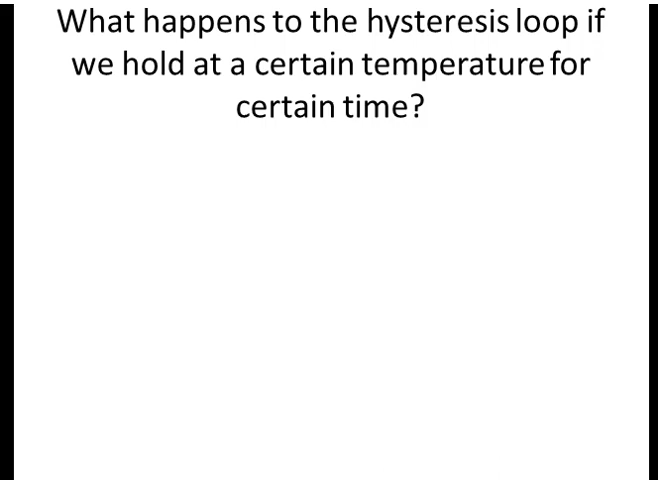 What happens to the hysteresis loop if
we hold at a certain temperature for
certain time?